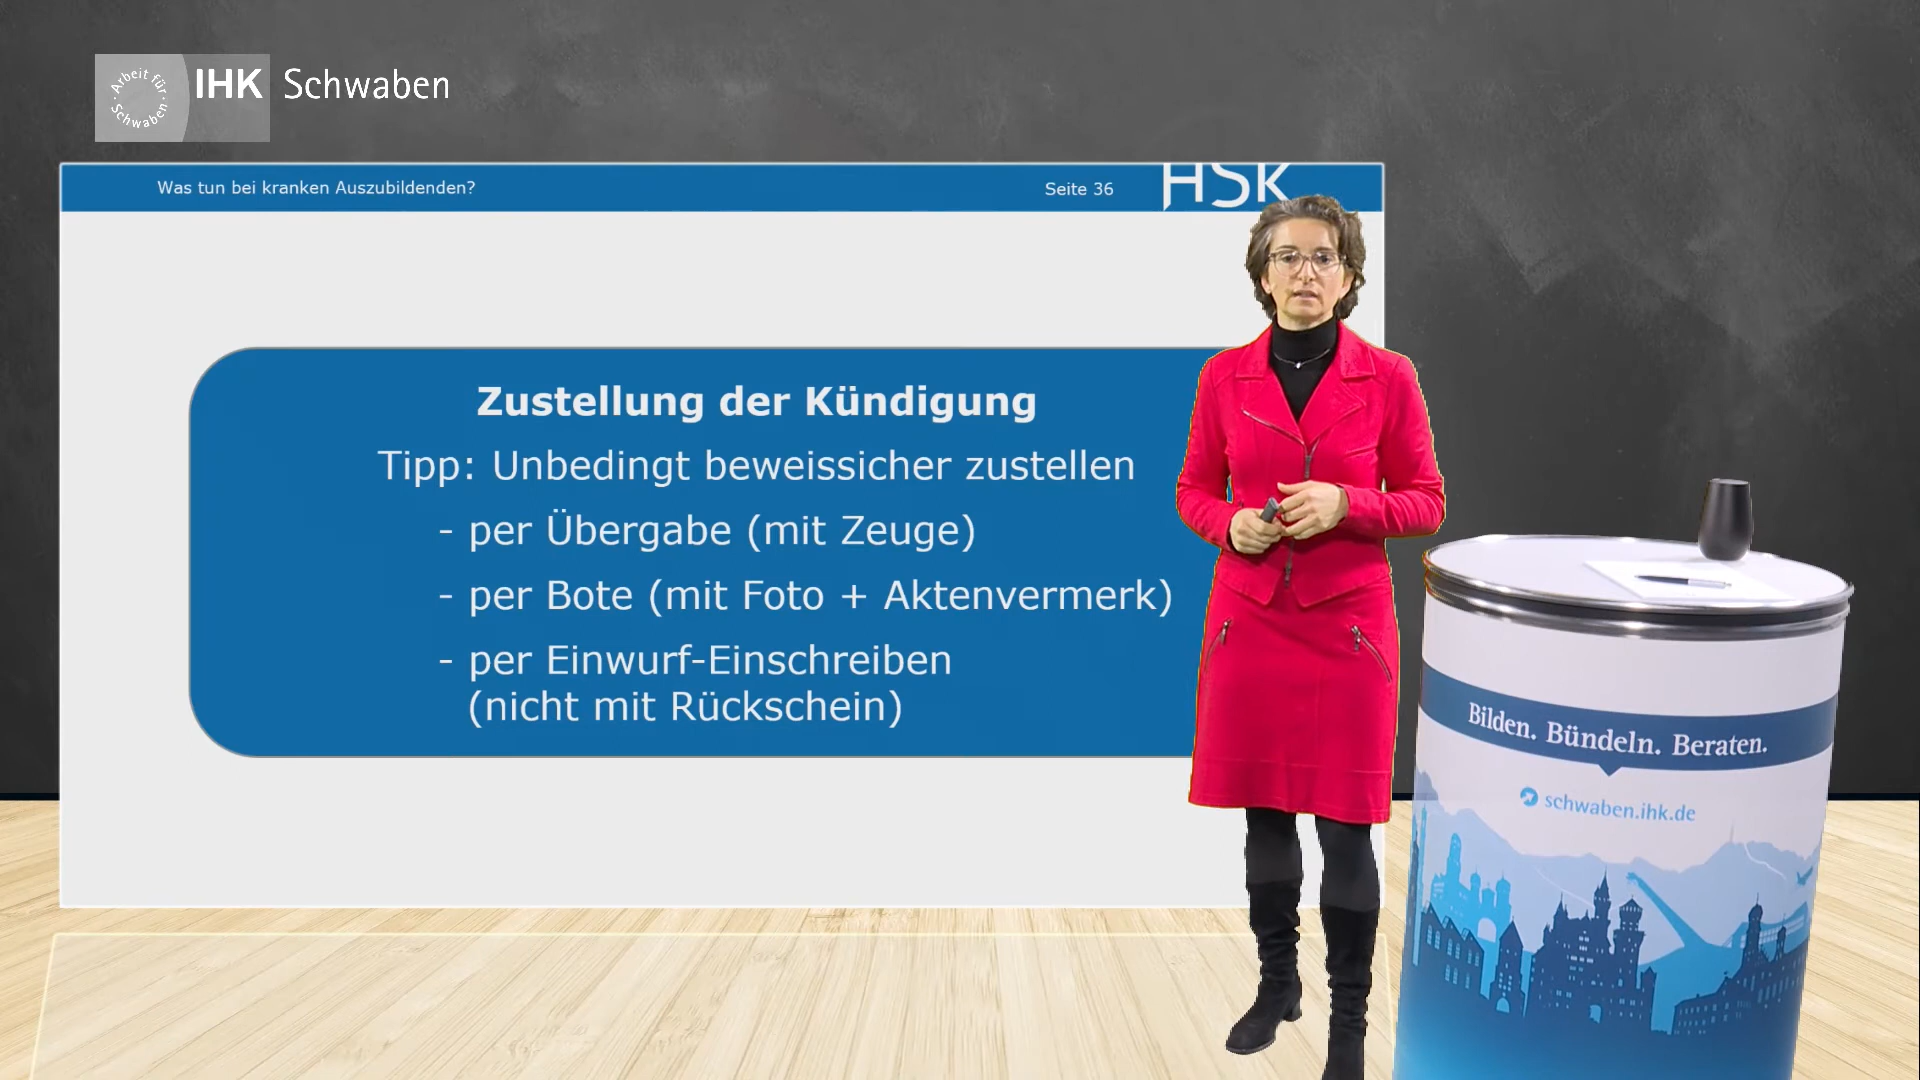 Arbeit für
Schwaben
IHK Schwaben
Was tun bei kranken Auszubildenden?
Seite 36
HSK
Zustellung der Kündigung
Tipp: Unbedingt beweissicher zustellen
- per Übergabe (mit Zeuge)
- per Bote (mit Foto + Aktenvermerk)
- per Einwurf-Einschreiben
(nicht mit Rückschein)
Bilden. Bündeln. Beraten.
schwaben.ihk.de